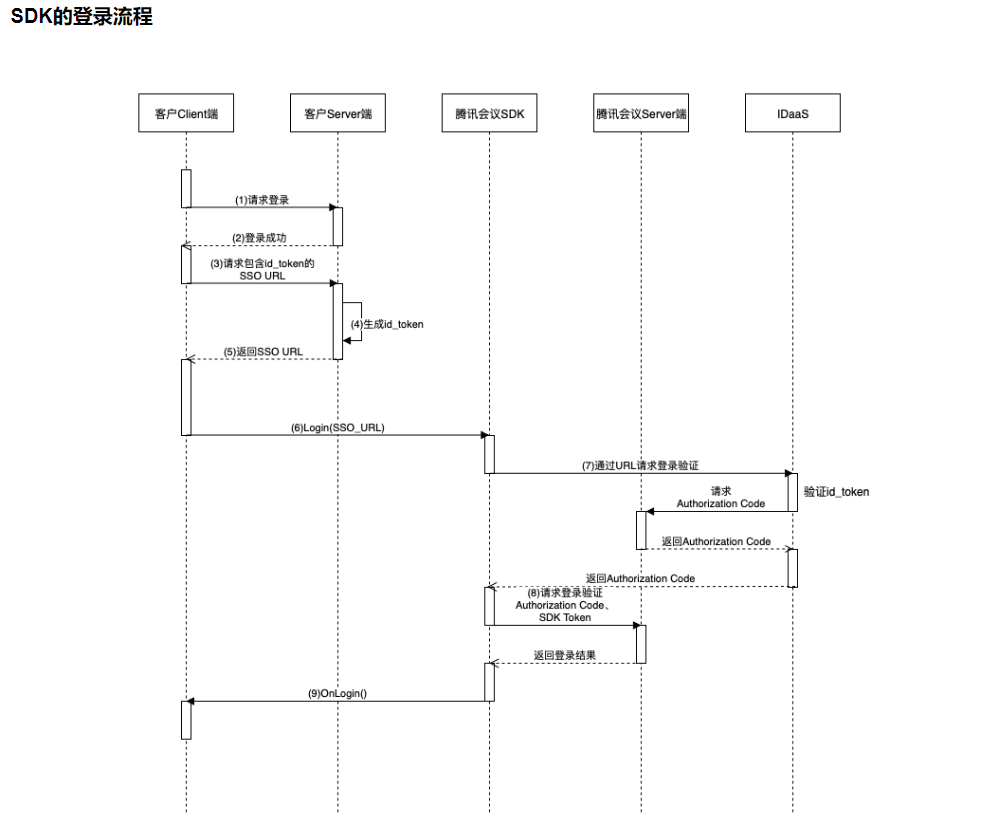 SDK的登录流程
客户Client端
客户Server端
腾讯会议SDK
腾讯会议Server端
IDaaS
(1)请求登录
(2)登录成功
(3)请求包含id_token的
SSO URL
(4)生成id_token
(5)返回SSO URL
(6)Login(SSO_URL)
(7)通过URL请求登录验证
请求
Authorization Code
验证id_token
返回Authorization Code
返回Authorization Code
(8)请求登录验证
Authorization Code、
SDK Token
返回登录结果
(9)OnLogin()